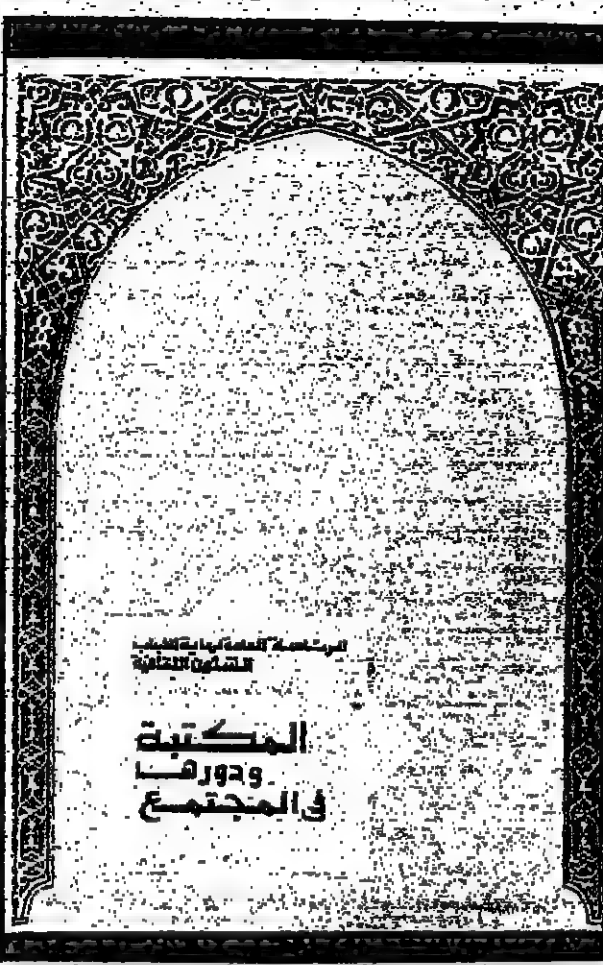 الرئاسة العامة لرعاية الشباب
الشئون الثقافية
المكتبة
ودورها
في المجتمع